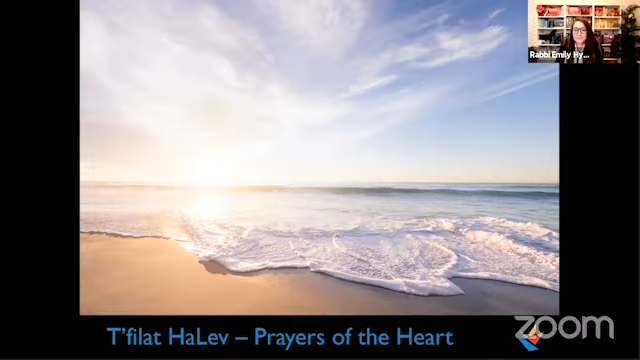 Rabbi Emily Hy...
T'filat HaLev – Prayers of the Heart
zoom